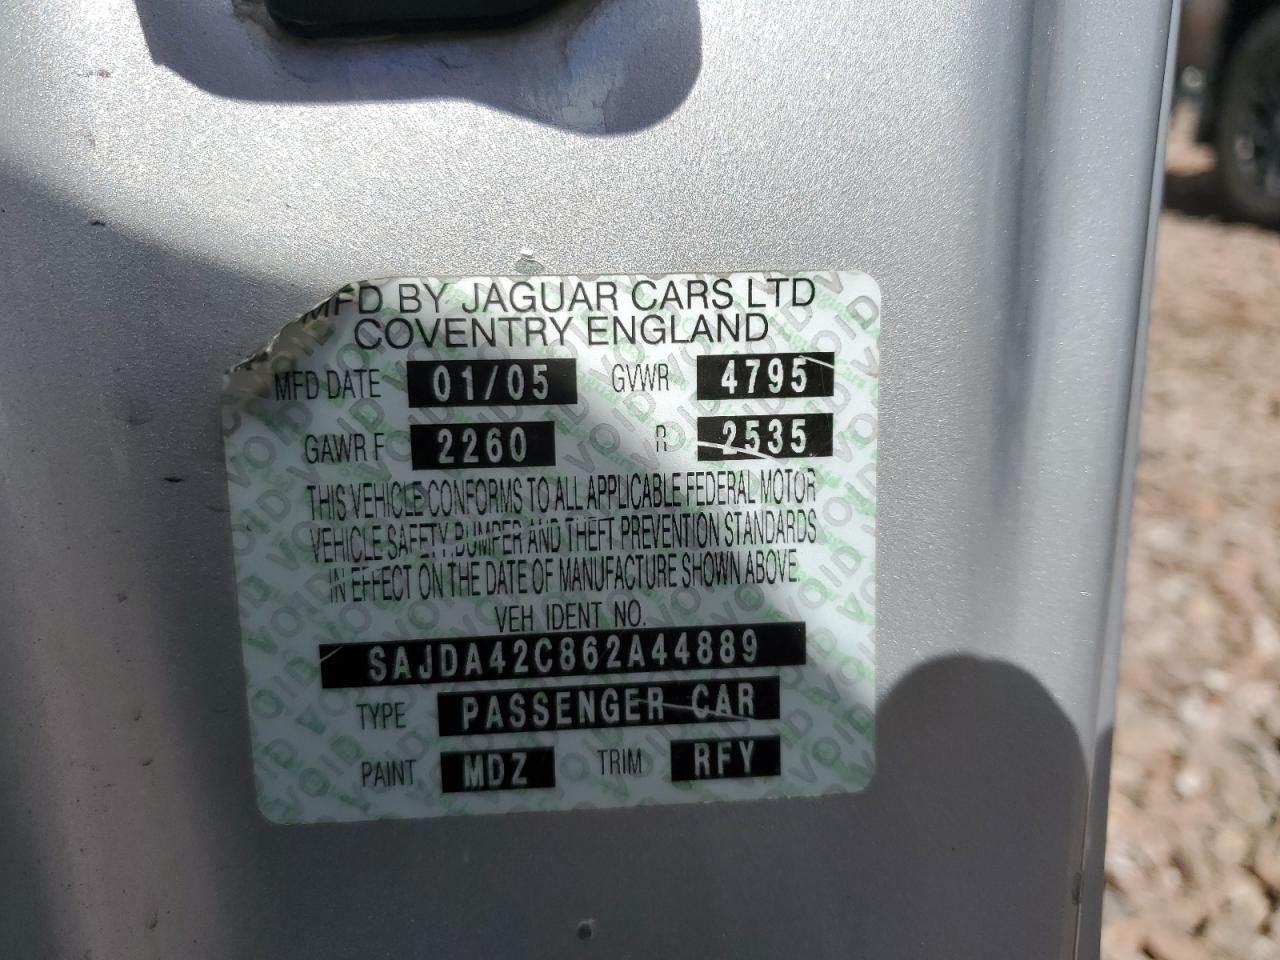 MFD BY JAGUAR CARS LTD
COVENTRY ENGLAND
MFD DATE 01/05 GVWR 4795
GAWR F 2260 R 2535
THIS VEHICLE CONFORMS TO ALL APPLICABLE FEDERAL MOTOR
VEHICLE SAFETY, BUMPER AND THEFT PREVENTION STANDARDS
IN EFFECT ON THE DATE OF MANUFACTURE SHOWN ABOVE
VEH IDENT NO.
SAJDA42C862A44889
TYPE PASSENGER CAR
PAINT MDZ TRIM RFY